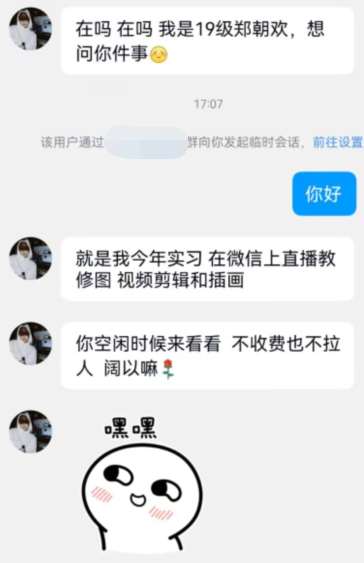 在吗 在吗 我是19级郑朝欢，想
问你件事
17:07
该用户通过
群向你发起临时会话，前往设置
你好
就是我今年实习 在微信上直播教
修图 视频剪辑和插画
你空闲时候来看看 不收费也不拉
人 阔以嘛
嘿嘿